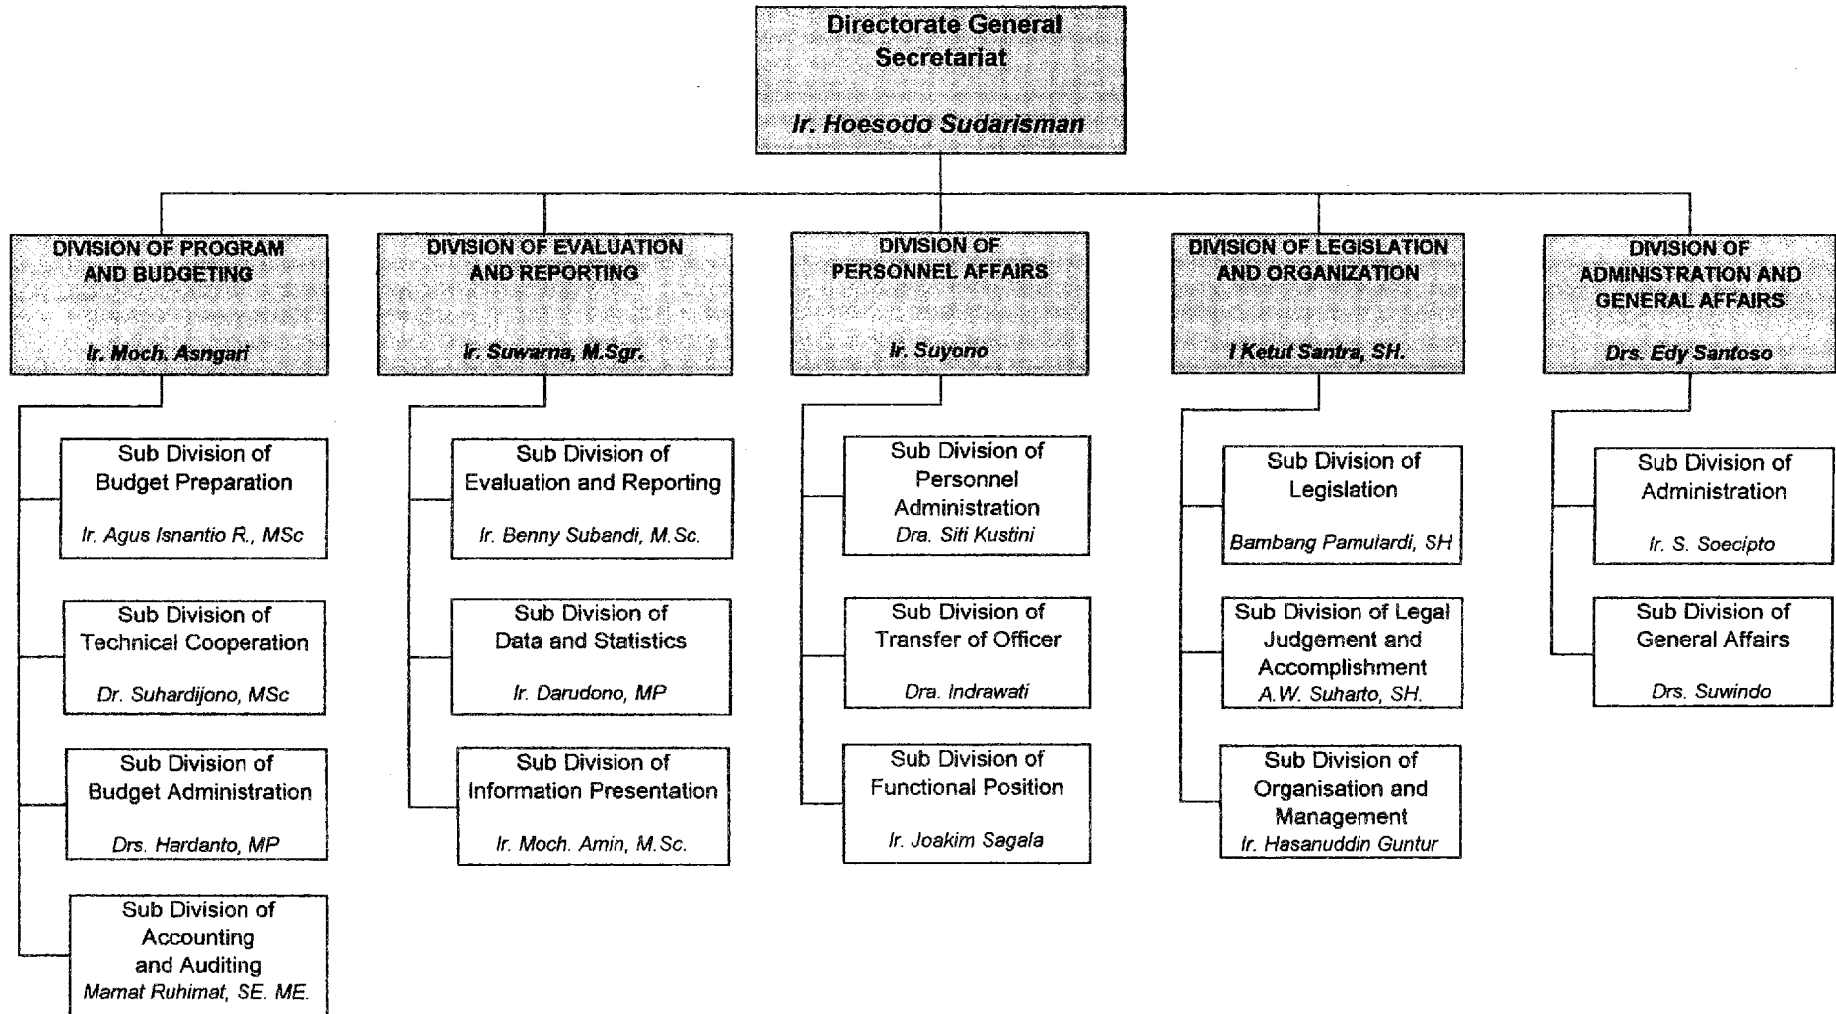 Directorate General
Secretariat
Ir. Hoesodo Sudarisman
DIVISION OF PROGRAM
AND BUDGETING
Ir. Moch. Asngari
DIVISION OF EVALUATION
AND REPORTING
Ir. Suwarna, M.Sgr.
DIVISION OF
PERSONNEL AFFAIRS
Ir. Suyono
DIVISION OF LEGISLATION
AND ORGANIZATION
I Ketut Santra, SH.
DIVISION OF
ADMINISTRATION AND
GENERAL AFFAIRS
Drs. Edy Santoso
Sub Division of
Budget Preparation
Ir. Agus Isnantio R., MSc
Sub Division of
Technical Cooperation
Dr. Suhardijono, MSc
Sub Division of
Budget Administration
Drs. Hardanto, MP
Sub Division of
Accounting
and Auditing
Mamat Ruhimat, SE. ME.
Sub Division of
Evaluation and Reporting
Ir. Benny Subandi, M.Sc.
Sub Division of
Data and Statistics
Ir. Darudono, MP
Sub Division of
Information Presentation
Ir. Moch. Amin, M.Sc.
Sub Division of
Personnel
Administration
Dra. Siti Kustini
Sub Division of
Transfer of Officer
Dra. Indrawati
Sub Division of
Functional Position
Ir. Joakim Sagala
Sub Division of
Legislation
Bambang Pamulardi, SH
Sub Division of Legal
Judgement and
Accomplishment
A.W. Suharto, SH.
Sub Division of
Organisation and
Management
Ir. Hasanuddin Guntur
Sub Division of
Administration
Ir. S. Soecipto
Sub Division of
General Affairs
Drs. Suwindo